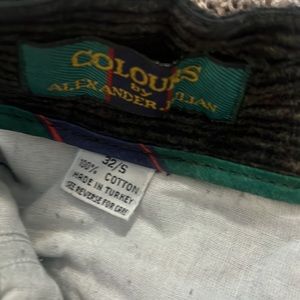 COLOURS
BY
ALEXANDER JULIAN
32/S
100% COTTON
MADE IN TURKEY
SEE REVERSE FOR CARE